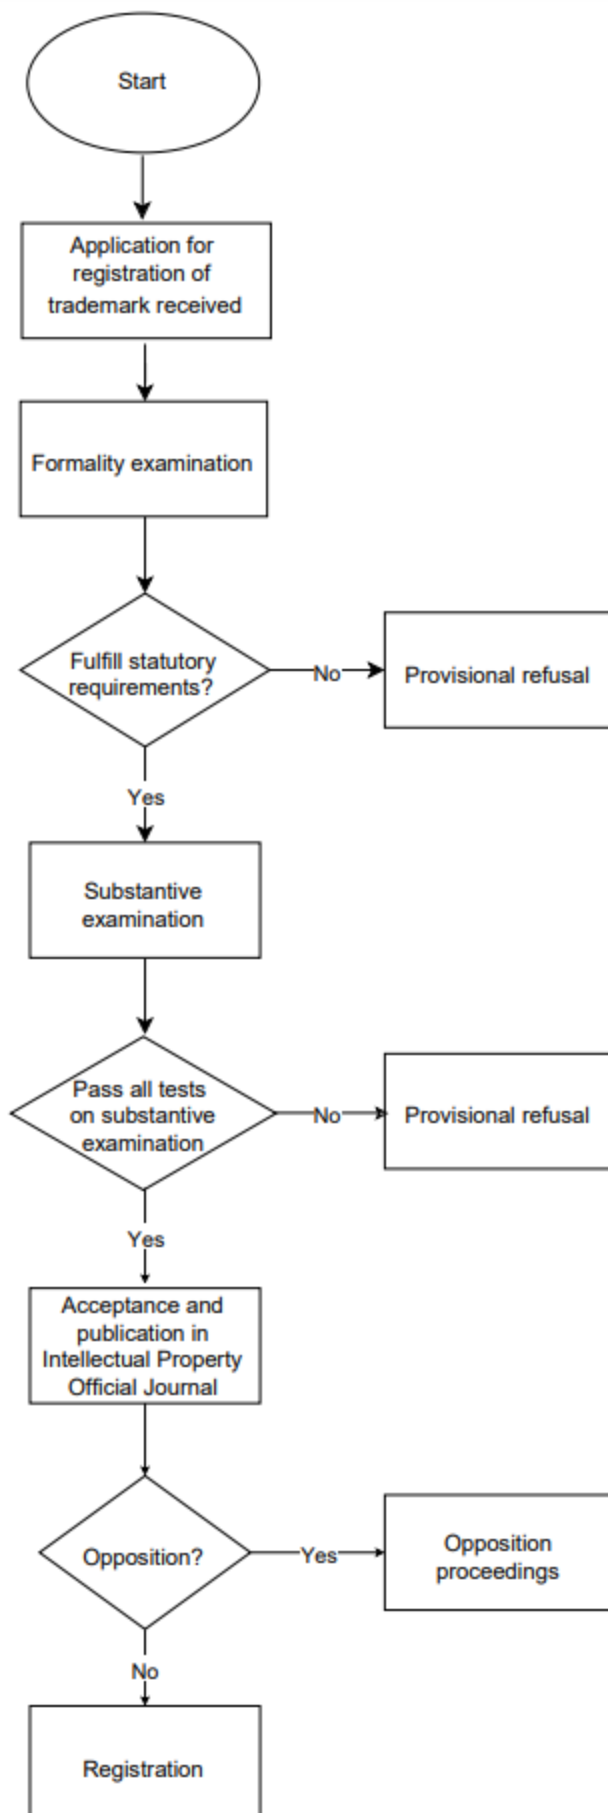 Start
Application for
registration of
trademark received
Formality examination
Fulfill statutory
requirements?
No
Provisional refusal
Yes
Substantive
examination
Pass all tests
on substantive
examination
No
Provisional refusal
Yes
Acceptance and
publication in
Intellectual Property
Official Journal
Opposition?
Yes
Opposition
proceedings
No
Registration